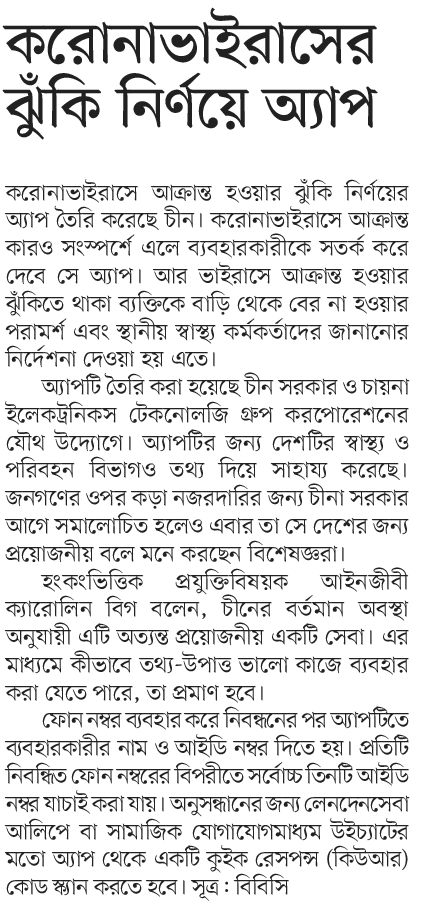 করোনাভাইরাসের
ঝুঁকি নির্ণয়ে অ্যাপ
করোনাভাইরাসে আক্রান্ত হওয়ার ঝুঁকি নির্ণয়ের
অ্যাপ তৈরি করেছে চীন। করোনাভাইরাসে আক্রান্ত
কারও সংস্পর্শে এলে ব্যবহারকারীকে সতর্ক করে
দেবে সে অ্যাপ। আর ভাইরাসে আক্রান্ত হওয়ার
ঝুঁকিতে থাকা ব্যক্তিকে বাড়ি থেকে বের না হওয়ার
পরামর্শ এবং স্থানীয় স্বাস্থ্য কর্মকর্তাদের জানানোর
নির্দেশনা দেওয়া হয় এতে।
অ্যাপটি তৈরি করা হয়েছে চীন সরকার ও চায়না
ইলেকট্রনিকস টেকনোলজি গ্রুপ করপোরেশনের
যৌথ উদ্যোগে। অ্যাপটির জন্য দেশটির স্বাস্থ্য ও
পরিবহন বিভাগও তথ্য দিয়ে সাহায্য করেছে।
জনগণের ওপর কড়া নজরদারির জন্য চীনা সরকার
আগে সমালোচিত হলেও এবার তা সে দেশের জন্য
প্রয়োজনীয় বলে মনে করছেন বিশেষজ্ঞরা।
হংকংভিত্তিক প্রযুক্তিবিষয়ক আইনজীবী
ক্যারোলিন বিগ বলেন, চীনের বর্তমান অবস্থা
অনুযায়ী এটি অত্যন্ত প্রয়োজনীয় একটি সেবা। এর
মাধ্যমে কীভাবে তথ্য-উপাত্ত ভালো কাজে ব্যবহার
করা যেতে পারে, তা প্রমাণ হবে।
ফোন নম্বর ব্যবহার করে নিবন্ধনের পর অ্যাপটিতে
ব্যবহারকারীর নাম ও আইডি নম্বর দিতে হয়। প্রতিটি
নিবন্ধিত ফোন নম্বরের বিপরীতে সর্বোচ্চ তিনটি আইডি
নম্বর যাচাই করা যায়। অনুসন্ধানের জন্য লেনদেনসেবা
আলিপে বা সামাজিক যোগাযোগমাধ্যম উইচ্যাটের
মতো অ্যাপ থেকে একটি কুইক রেসপন্স (কিউআর)
কোড স্ক্যান করতে হবে। সূত্র : বিবিসি